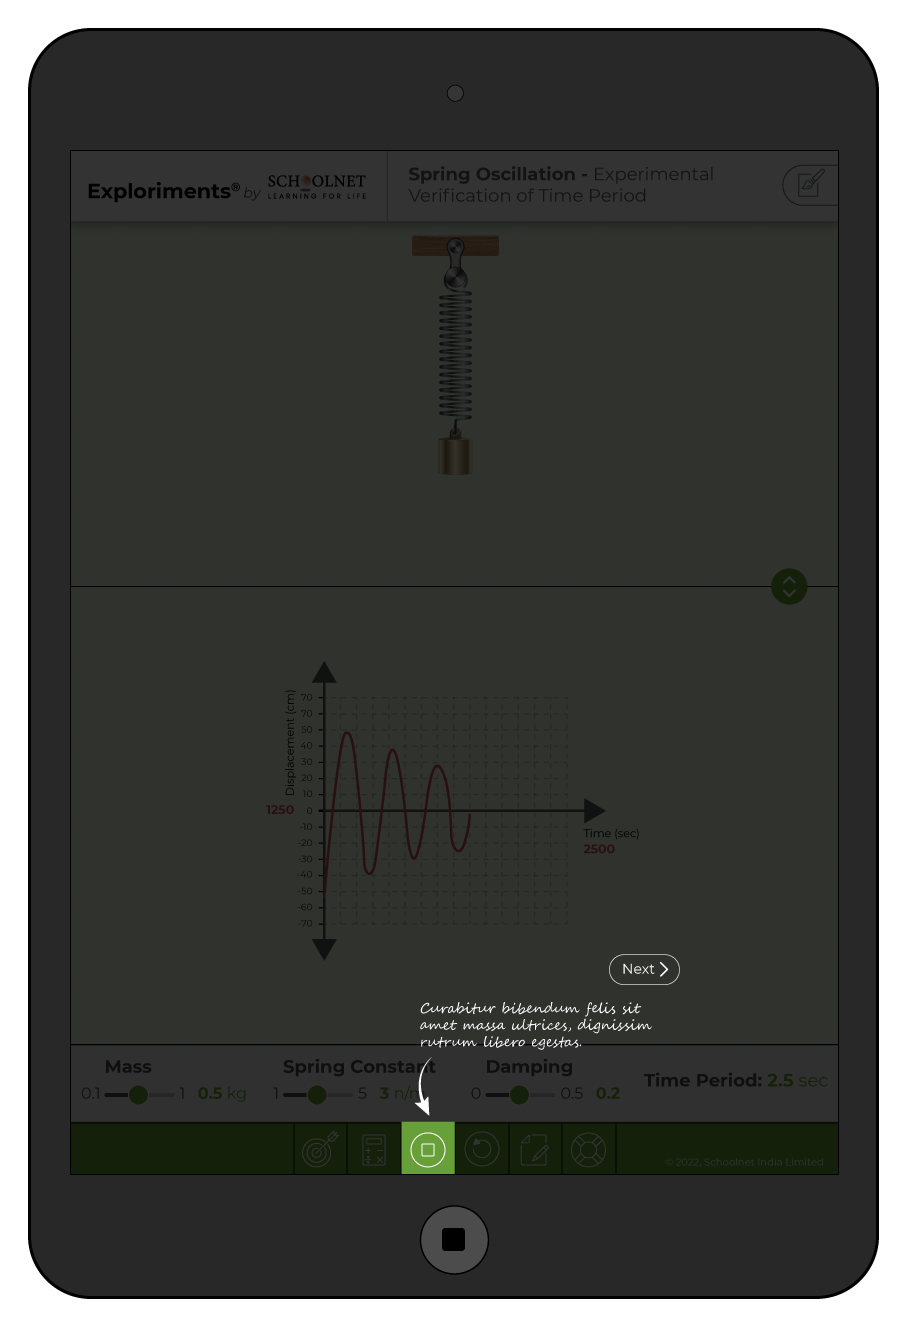 Exploriments® by SCHOOLNET
LEARNING FOR LIFE
Spring Oscillation - Experimental
Verification of Time Period
Displacement (cm)
70
70
50
40
30
20
10
1250 0
-10
-20
-30
-40
-50
-60
-70
Time (sec)
2500
Next
Curabitur bibendum felis sit
amet massa ultrices, dignissim
rutrum libero egestas.
Mass
0.1 1 0.5 kg
Spring Constant
1 5 3 n/m
Damping
0 0.5 0.2
Time Period: 2.5 sec
© 2022, Schoolnet India Limited